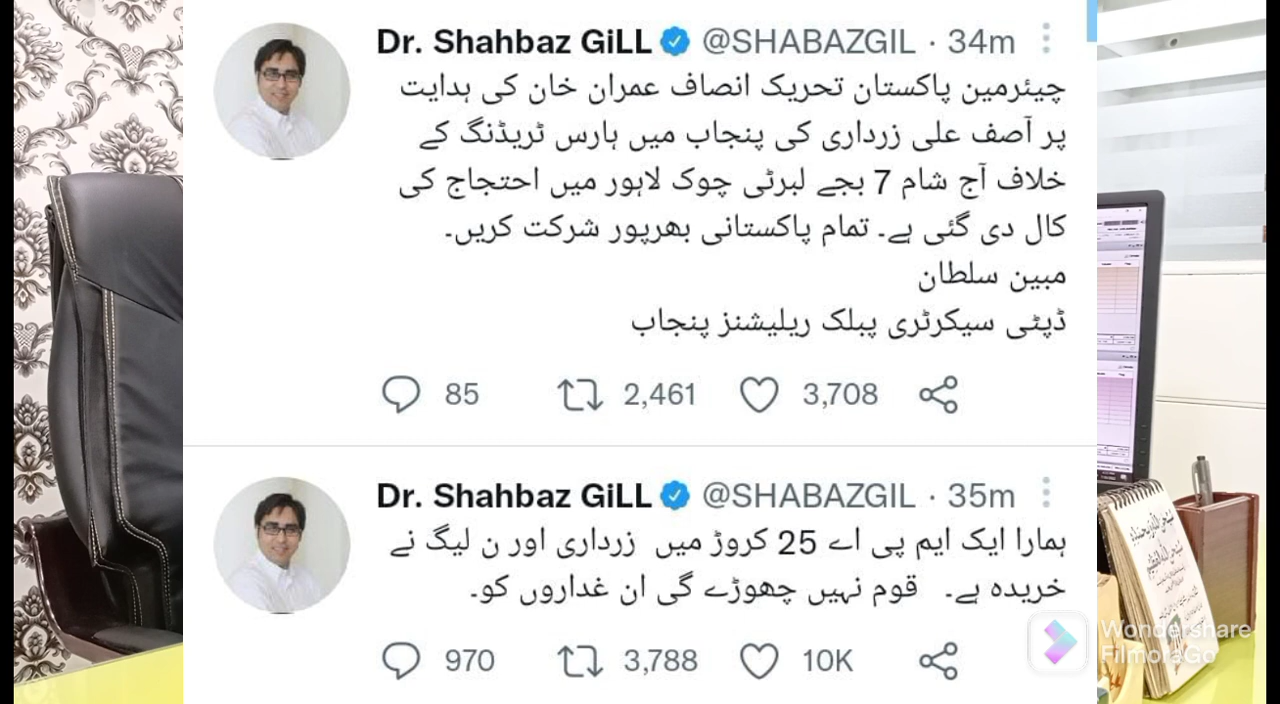 Dr. Shahbaz GiLL @SHABAZGIL · 34m
چیئرمین پاکستان تحریک انصاف عمران خان کی ہدایت
پر آصف علی زرداری کی پنجاب میں ہارس ٹریڈنگ کے
خلاف آج شام 7 بجے لبرٹی چوک لاہور میں احتجاج کی
کال دی گئی ہے۔ تمام پاکستانی بھرپور شرکت کریں۔
مبین سلطان
ڈپٹی سیکرٹری پبلک ریلیشنز پنجاب
85 2,461 3,708
Dr. Shahbaz GiLL @SHABAZGIL · 35m
ہمارا ایک ایم پی اے 25 کروڑ میں زرداری اور ن لیگ نے
خریدہ ہے۔ قوم نہیں چھوڑے گی ان غداروں کو۔
970 3,788 10K
Wondershare
FilmoraGo